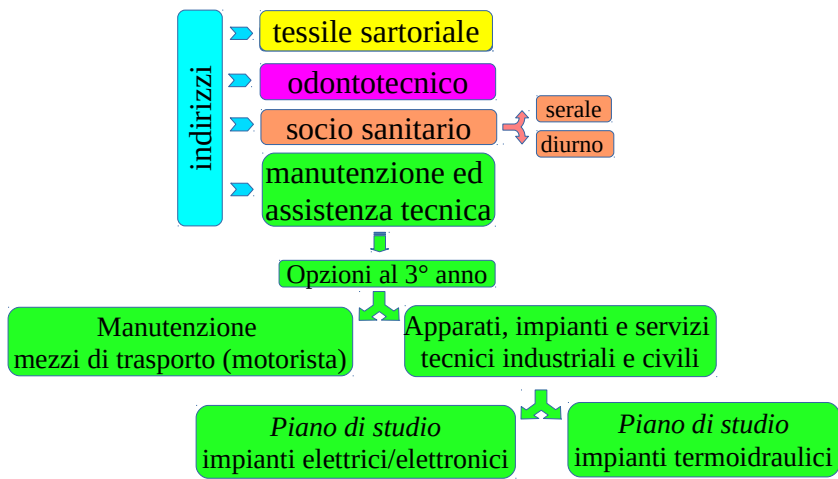 indirizzi
tessile sartoriale
odontotecnico
socio sanitario
serale
diurno
manutenzione ed
assistenza tecnica
Opzioni al 3° anno
Manutenzione
mezzi di trasporto (motorista)
Apparati, impianti e servizi
tecnici industriali e civili
Piano di studio
impianti elettrici/elettronici
Piano di studio
impianti termoidraulici